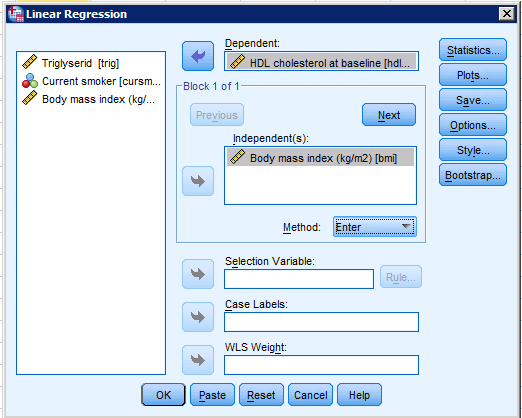 Linear Regression
Triglyserid [trig]
Current smoker [cursm...
Body mass index (kg/...
Dependent:
HDL cholesterol at baseline [hdl...
Block 1 of 1
Previous
Next
Independent(s):
Body mass index (kg/m2) [bmi]
Method:
Enter
Selection Variable:
Rule...
Case Labels:
WLS Weight:
Statistics...
Plots...
Save...
Options...
Style...
Bootstrap...
OK
Paste
Reset
Cancel
Help